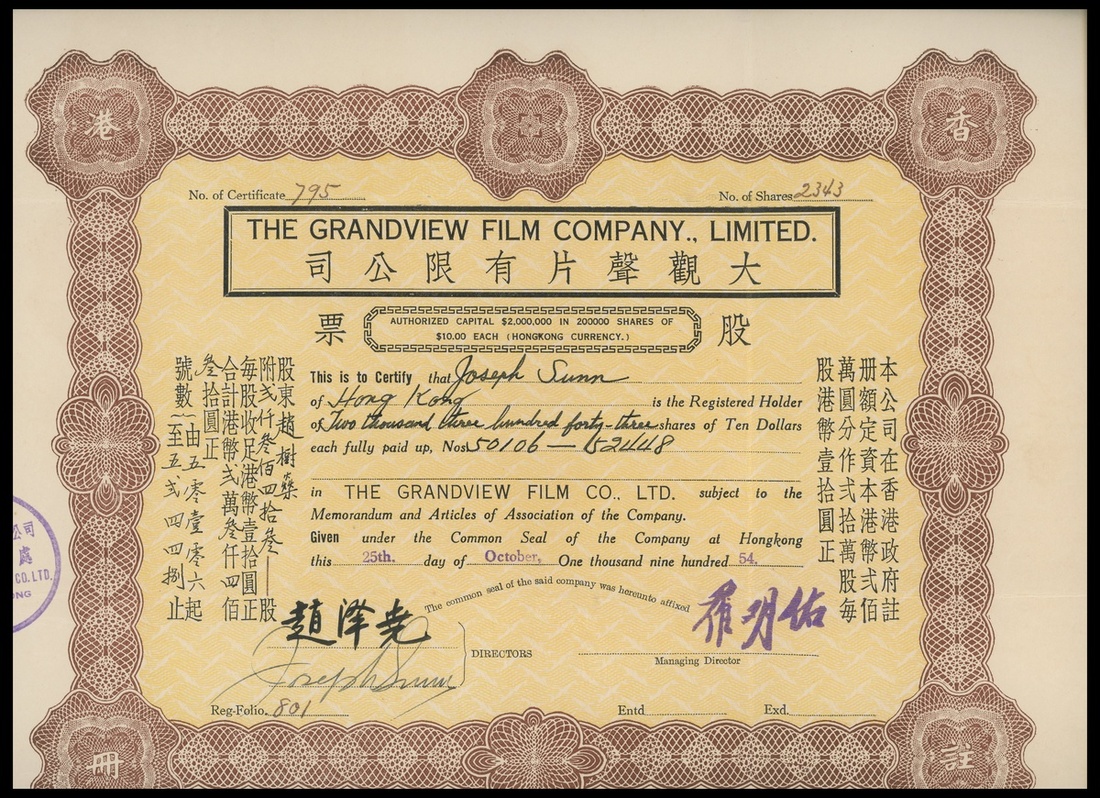 港
香
No. of Certificate 795
No. of Shares 2343
THE GRANDVIEW FILM COMPANY., LIMITED.
大觀聲片有限公司
股票
AUTHORIZED CAPITAL $2,000,000 IN 200000 SHARES OF
$10.00 EACH (HONGKONG CURRENCY.)
This is to Certify that Joseph Sunn
of Hong Kong is the Registered Holder
of Two thousand three hundred forty-three shares of Ten Dollars
each fully paid up, Nos. 50106 — 52448
in THE GRANDVIEW FILM CO., LTD. subject to the
Memorandum and Articles of Association of the Company.
Given under the Common Seal of the Company at Hongkong
this 25th. day of October, One thousand nine hundred 54.
The common seal of the said company was hereunto affixed
本公司在香港政府註
册額定資本港幣弍佰
萬圓分作弍拾萬股每
股港幣壹拾圓正
股東趙樹燊
附弍仟叁佰四拾叁——股
每股收足港幣壹拾圓正
合計港幣弍萬叁仟四佰
叁拾圓正
號數由五零壹零六起
至五弍四四捌止
趙澤堯
Joseph Sunn
DIRECTORS
Managing Director
Reg-Folio. 801
Entd
Exd.
公司
處
CO. LTD.
ONG
冊
註